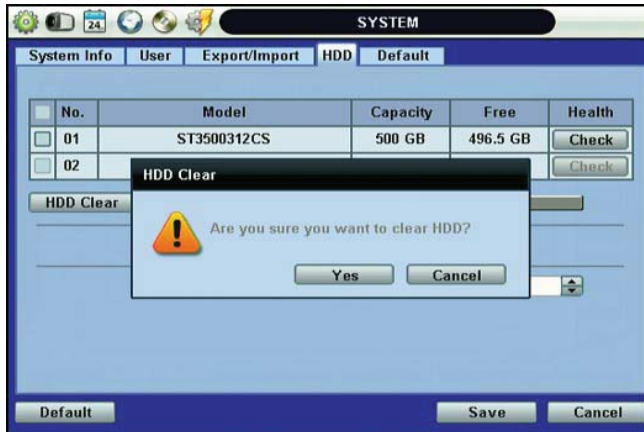 24
SYSTEM
System Info User Export/Import HDD Default
No. Model Capacity Free Health
01 ST3500312CS 500 GB 496.5 GB Check
02 Check
HDD Clear
HDD Clear
Are you sure you want to clear HDD?
Yes Cancel
Default Save Cancel